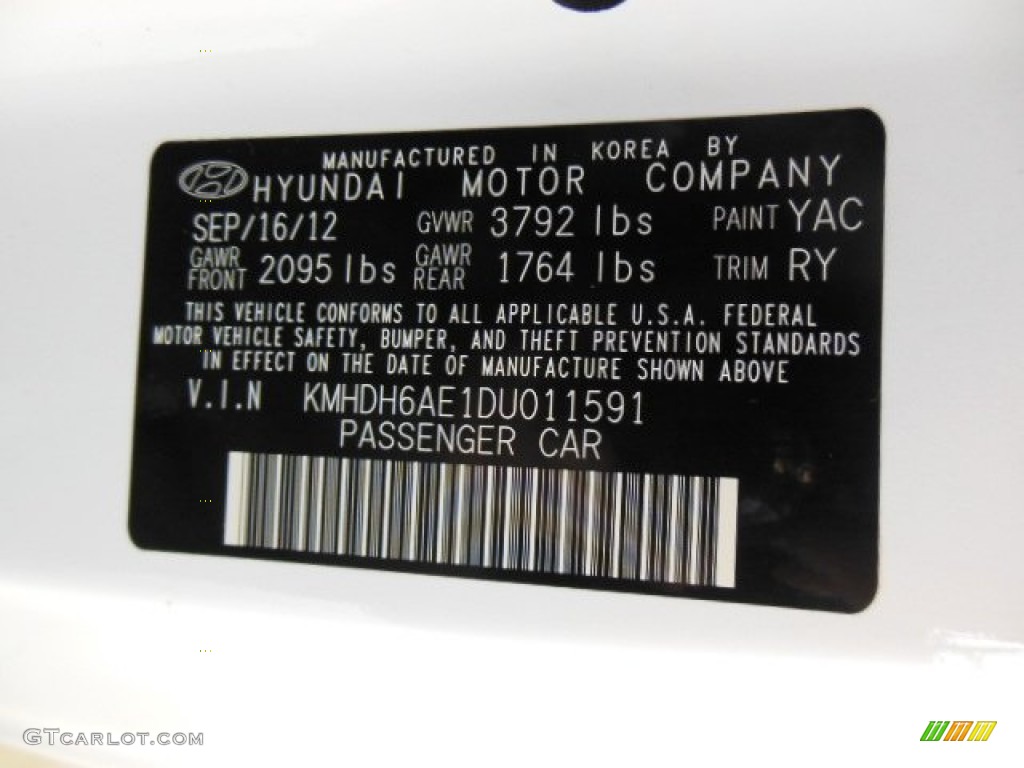 MANUFACTURED IN KOREA BY
HYUNDAI MOTOR COMPANY
SEP/16/12 GVWR 3792 lbs PAINT YAC
GAWR FRONT 2095 lbs GAWR REAR 1764 lbs TRIM RY
THIS VEHICLE CONFORMS TO ALL APPLICABLE U.S.A. FEDERAL
MOTOR VEHICLE SAFETY, BUMPER, AND THEFT PREVENTION STANDARDS
IN EFFECT ON THE DATE OF MANUFACTURE SHOWN ABOVE
V.I.N KMHDH6AE1DU011591
PASSENGER CAR
GTCARLOT.COM